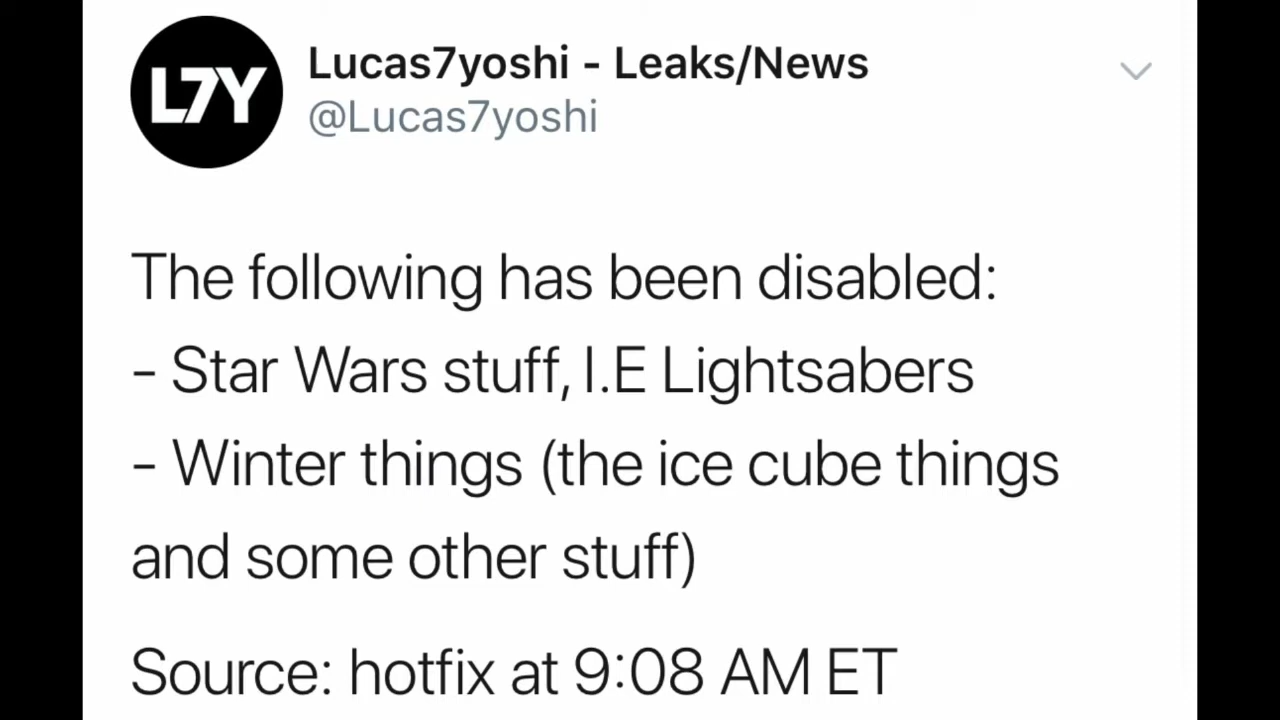 L7Y
Lucas7yoshi - Leaks/News
@Lucas7yoshi
The following has been disabled:
- Star Wars stuff, I.E Lightsabers
- Winter things (the ice cube things
and some other stuff)
Source: hotfix at 9:08 AM ET